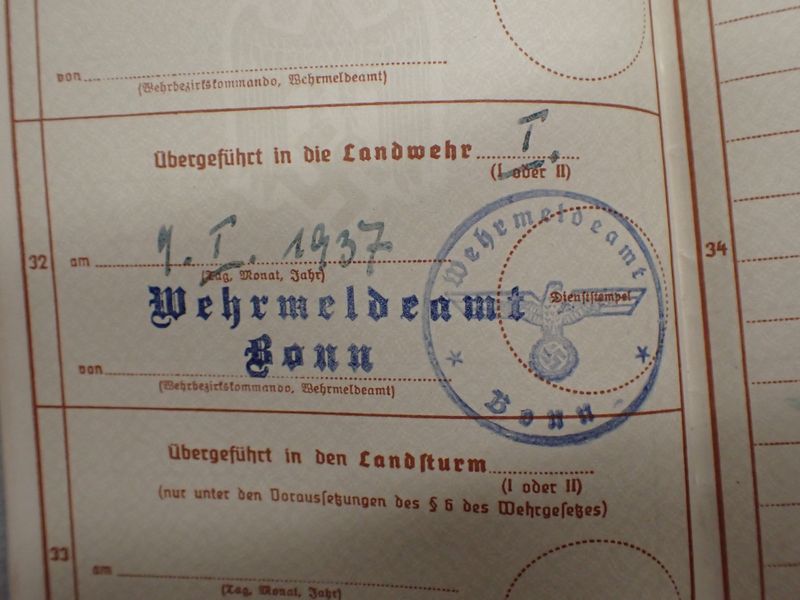 von
(Wehrbezirkskommando, Wehrmeldeamt)
Übergeführt in die Landwehr I.
(I oder II)
32
am 1. I. 1937
(Tag, Monat, Jahr)
Wehrmeldeamt
Bonn
von
(Wehrbezirkskommando, Wehrmeldeamt)
Wehrmeldeamt
Dienststempel
* Bonn *
34
Übergeführt in den Landsturm
(I oder II)
(nur unter den Voraussetzungen des § 6 des Wehrgesetzes)
33
am
(Tag, Monat, Jahr)